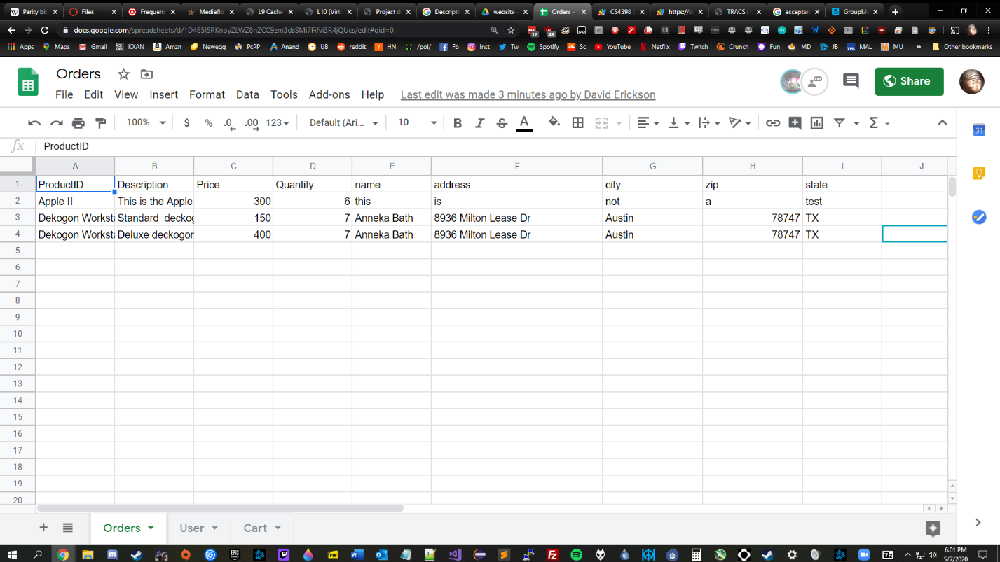 Parity bit
Files
Frequenc
Mediaflo
L9 Cache
L10 (Virtu
Project d
Descripti
website -
Orders -
CS4398
https://s
TRACS :
acceptan
GroupMe
docs.google.com/spreadsheets/d/1D465I5RKnoyZLWZ8nZCC9zm3dsSMi7Fifvi3R4jQUcs/edit#gid=0
Apps Maps Gmail KXAN Amzn Newegg PcPP Anand UB reddit HN /pol/ Fb Inst Tw Spotify Sc YouTube Netflix Twitch Crunch Fun MD JB MAL MU » Other bookmarks
Orders
File Edit View Insert Format Data Tools Add-ons Help Last edit was made 3 minutes ago by David Erickson
Share
100% $ % .0 .00 123 Default (Ari... 10 B I S A
fx ProductID
A B C D E F G H I J
1 ProductID Description Price Quantity name address city zip state
2 Apple II This is the Apple 300 6 this is not a test
3 Dekogon Worksta Standard deckog 150 7 Anneka Bath 8936 Milton Lease Dr Austin 78747 TX
4 Dekogon Worksta Deluxe deckogon 400 7 Anneka Bath 8936 Milton Lease Dr Austin 78747 TX
5
6
7
8
9
10
11
12
13
14
15
16
17
18
19
20
Orders User Cart
6:01 PM
5/7/2020